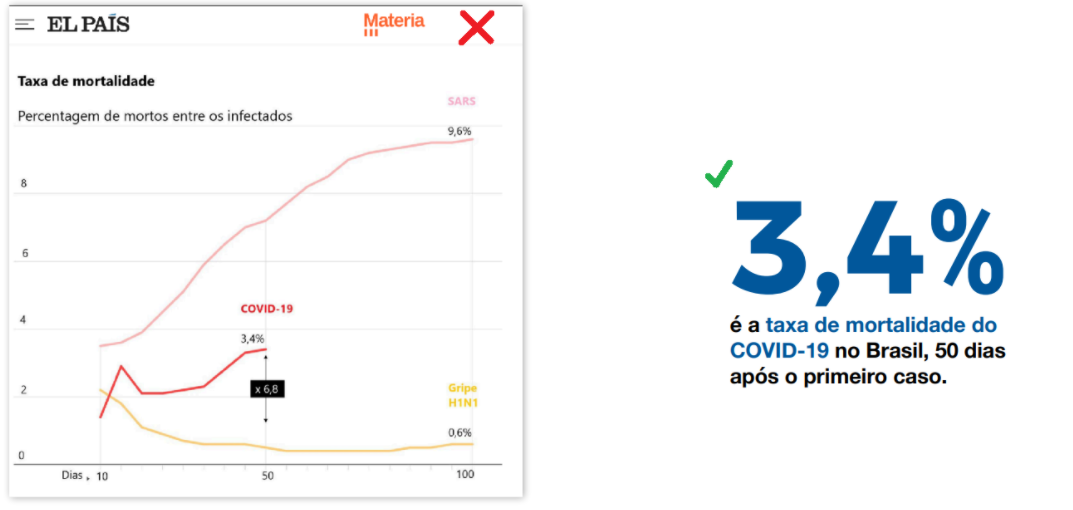 EL PAÍS
Materia
Taxa de mortalidade
SARS
Percentagem de mortos entre os infectados
9,6%
8
6
4
COVID-19
3,4%
2
x 6,8
Gripe
H1N1
0,6%
0
Dias , 10
50
100
3,4%
é a taxa de mortalidade do
COVID-19 no Brasil, 50 dias
após o primeiro caso.